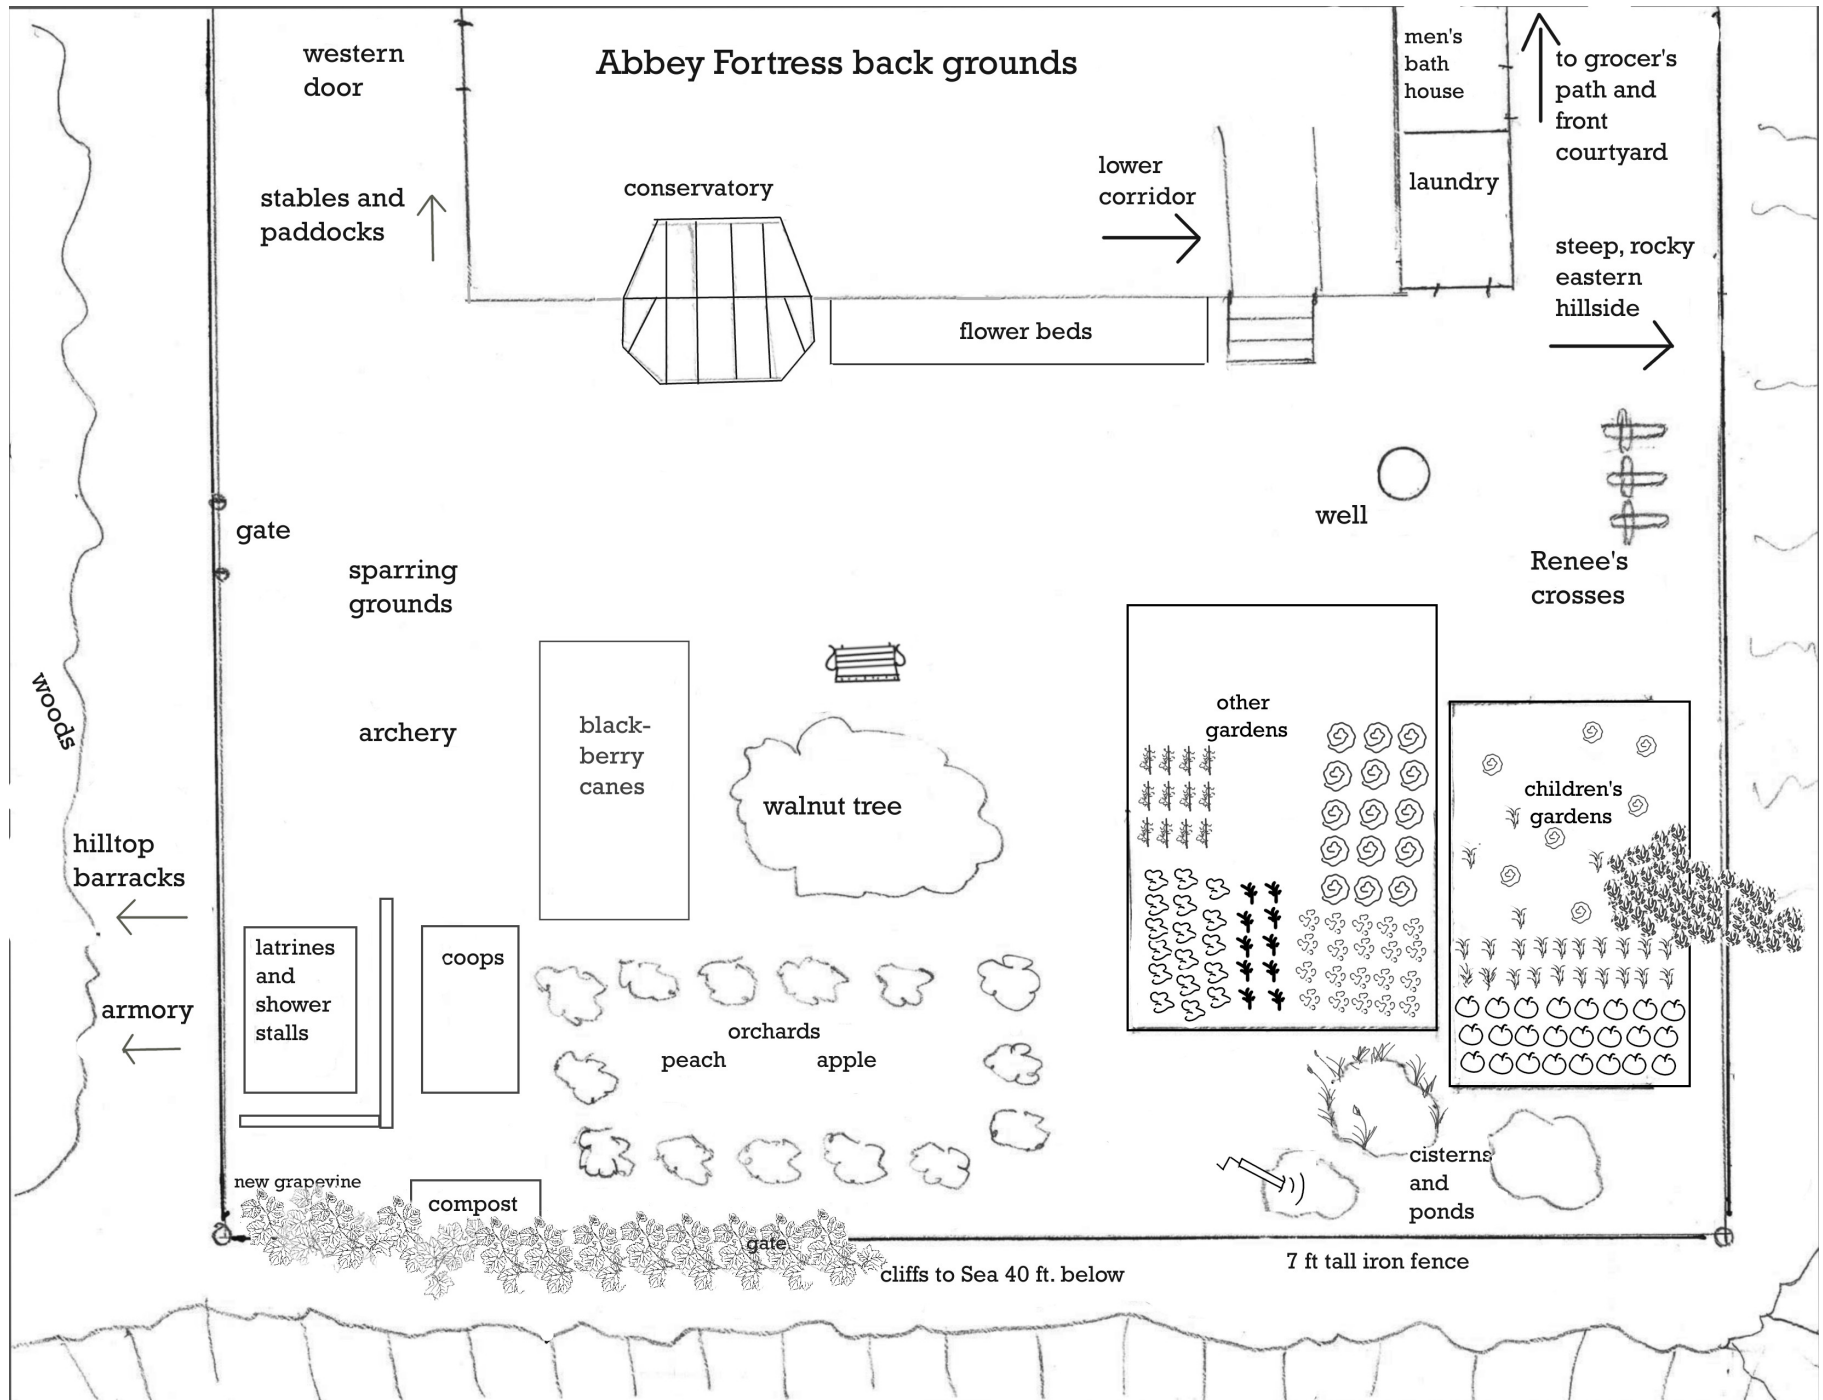 Abbey Fortress back grounds
western
door
men's
bath
house
to grocer's
path and
front
courtyard
stables and
paddocks
conservatory
lower
corridor
laundry
steep, rocky
eastern
hillside
flower beds
gate
well
sparring
grounds
Renee's
crosses
woods
archery
black-
berry
canes
walnut tree
other
gardens
children's
gardens
hilltop
barracks
latrines
and
shower
stalls
coops
armory
orchards
peach
apple
cisterns
and
ponds
new grapevine
compost
gate
cliffs to Sea 40 ft. below
7 ft tall iron fence